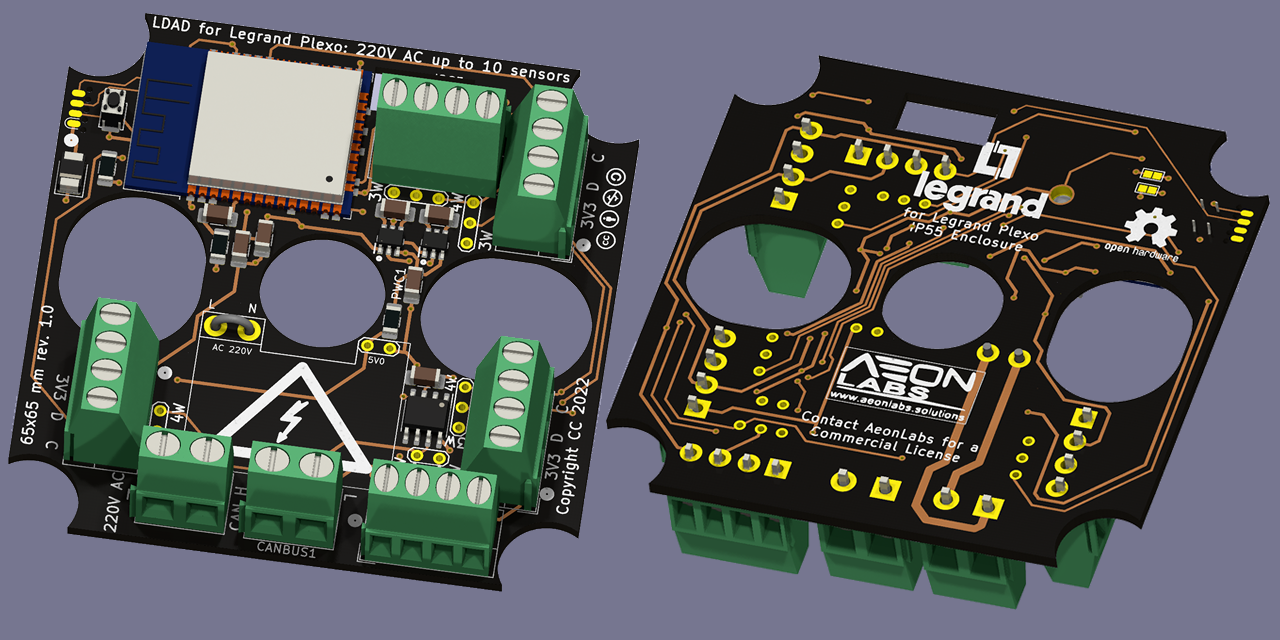 LDAD for Legrand Plexo: 220V AC up to 10 sensors
3W
4W
3W
C
3V3 D
PWC1
L
N
AC 220V
5V0
4W
65x65 mm rev. 1.0
3V3 D
C
4W
220V AC
CANBUS1
L
3V3 D C
Copyright CC 2022
cc
legrand
for Legrand Plexo
IP55 Enclosure
open hardware
AEON
LABS
www.aeonlabs.solutions
Contact AeonLabs for a
Commercial License